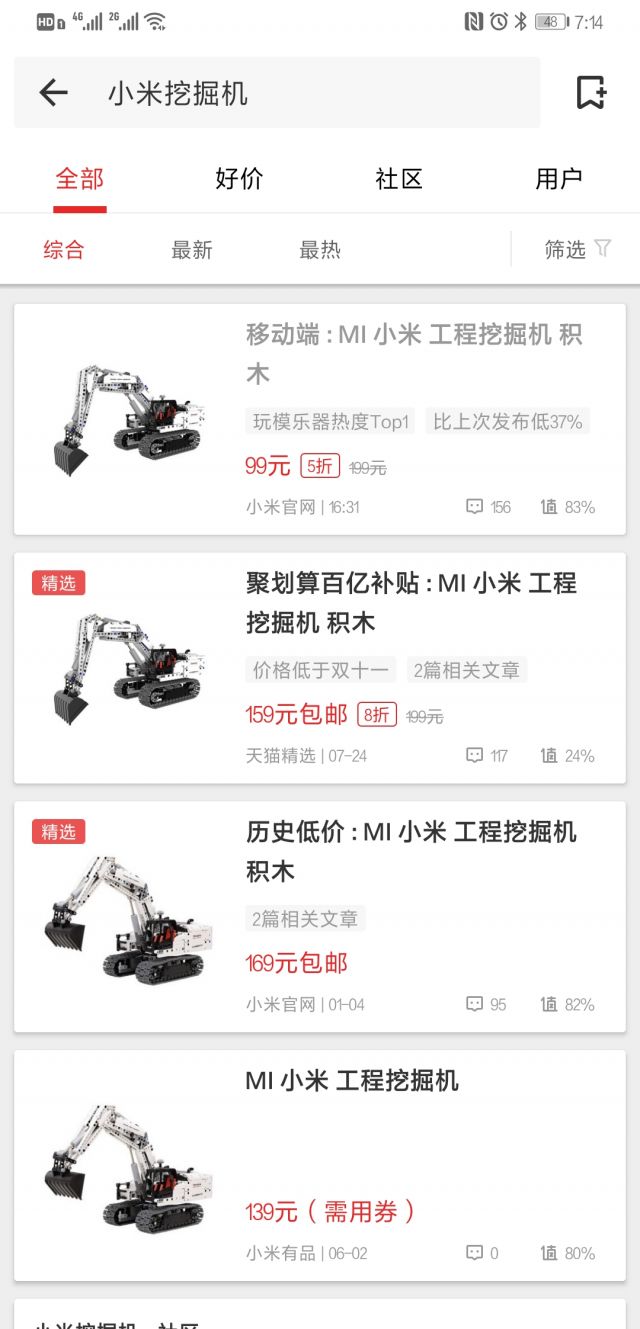 HD 1 4G 2G 48 7:14
小米挖掘机
全部 好价 社区 用户
综合 最新 最热 筛选
移动端 : MI 小米 工程挖掘机 积
木
玩模乐器热度Top1 比上次发布低37%
99元 5折 199元
小米官网 | 16:31 156 值 83%
精选
聚划算百亿补贴 : MI 小米 工程
挖掘机 积木
价格低于双十一 2篇相关文章
159元包邮 8折 199元
天猫精选 | 07-24 117 值 24%
精选
历史低价 : MI 小米 工程挖掘机
积木
2篇相关文章
169元包邮
小米官网 | 01-04 95 值 82%
MI 小米 工程挖掘机
139元（需用券）
小米有品 | 06-02 0 值 80%